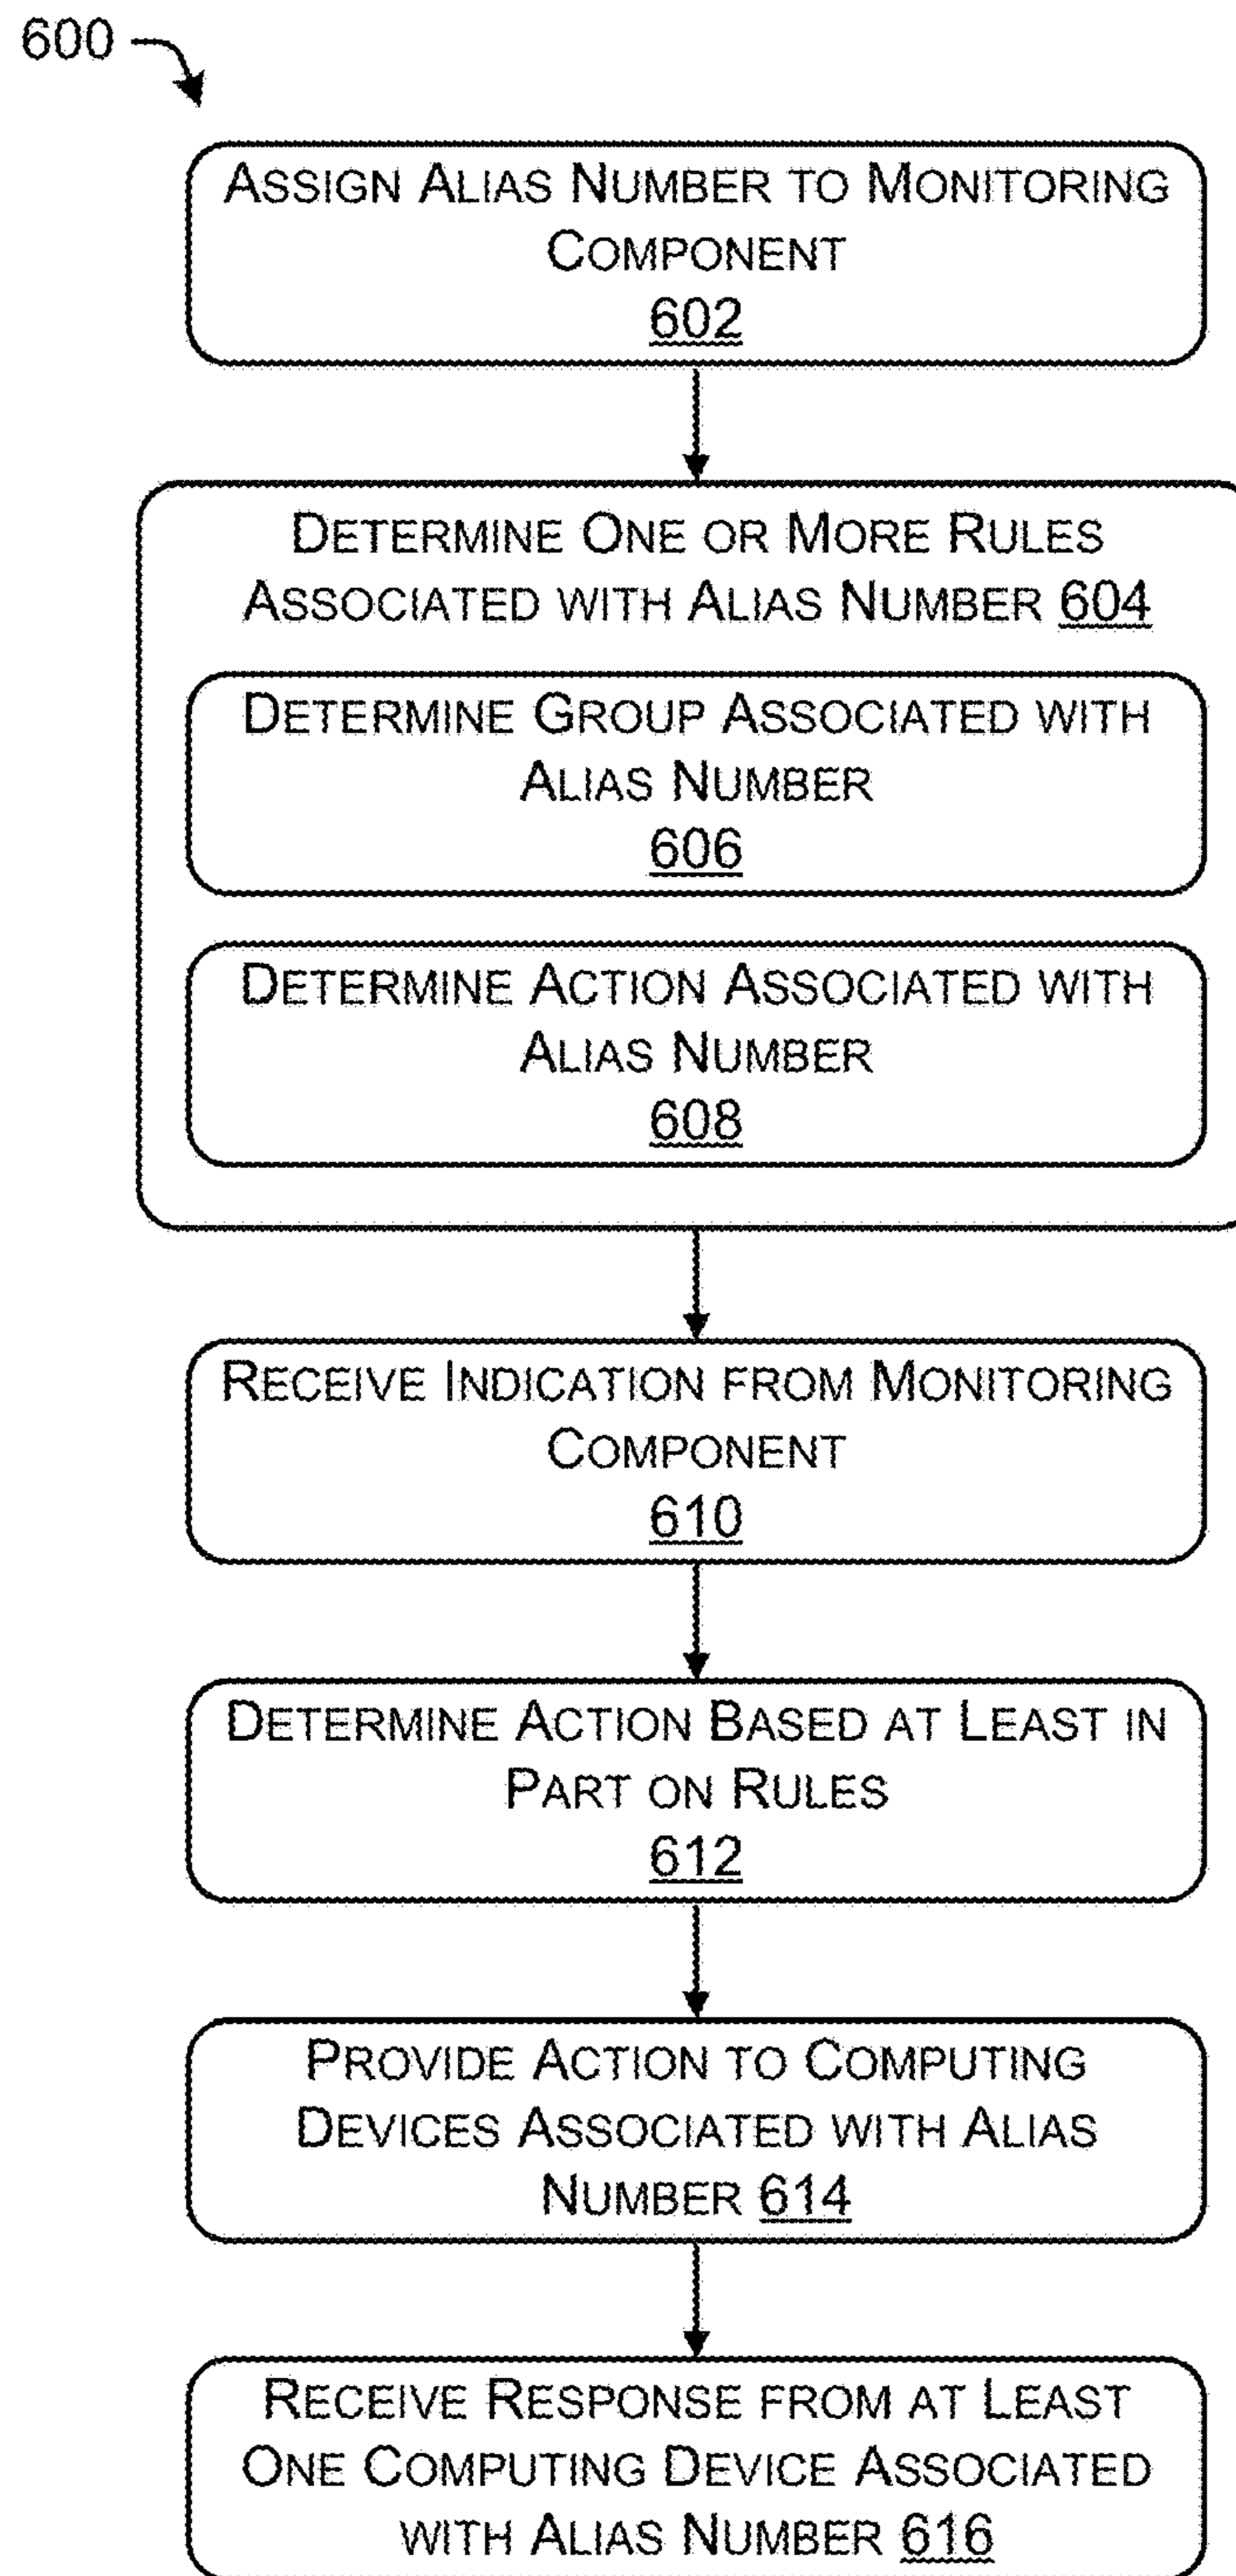 600
ASSIGN ALIAS NUMBER TO MONITORING
COMPONENT
602
DETERMINE ONE OR MORE RULES
ASSOCIATED WITH ALIAS NUMBER 604
DETERMINE GROUP ASSOCIATED WITH
ALIAS NUMBER
606
DETERMINE ACTION ASSOCIATED WITH
ALIAS NUMBER
608
RECEIVE INDICATION FROM MONITORING
COMPONENT
610
DETERMINE ACTION BASED AT LEAST IN
PART ON RULES
612
PROVIDE ACTION TO COMPUTING
DEVICES ASSOCIATED WITH ALIAS
NUMBER 614
RECEIVE RESPONSE FROM AT LEAST
ONE COMPUTING DEVICE ASSOCIATED
WITH ALIAS NUMBER 616